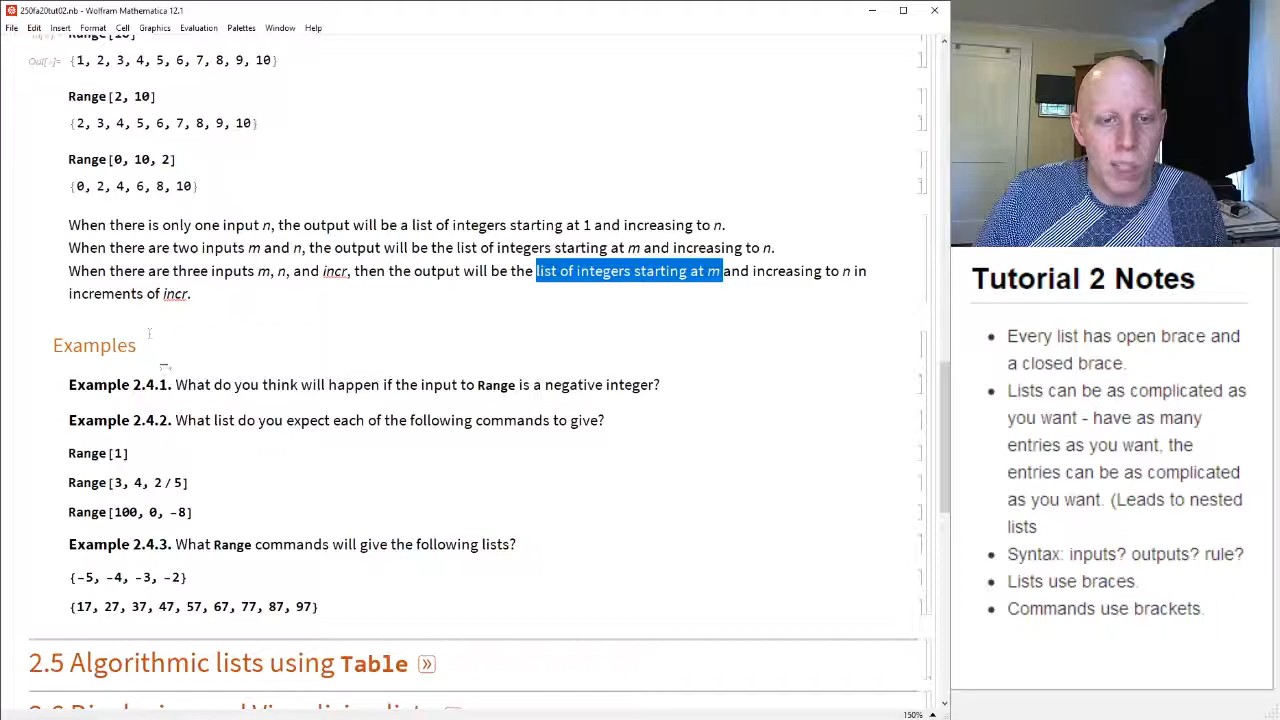 250fa20tut02.nb - Wolfram Mathematica 12.1
File Edit Insert Format Cell Graphics Evaluation Palettes Window Help
Out[•]= {1, 2, 3, 4, 5, 6, 7, 8, 9, 10}
Range[2, 10]
{2, 3, 4, 5, 6, 7, 8, 9, 10}
Range[0, 10, 2]
{0, 2, 4, 6, 8, 10}
When there is only one input n, the output will be a list of integers starting at 1 and increasing to n.
When there are two inputs m and n, the output will be the list of integers starting at m and increasing to n.
When there are three inputs m, n, and incr, then the output will be the list of integers starting at m and increasing to n in
increments of incr.
Examples
Example 2.4.1. What do you think will happen if the input to Range is a negative integer?
Example 2.4.2. What list do you expect each of the following commands to give?
Range[1]
Range[3, 4, 2/5]
Range[100, 0, -8]
Example 2.4.3. What Range commands will give the following lists?
{-5, -4, -3, -2}
{17, 27, 37, 47, 57, 67, 77, 87, 97}
2.5 Algorithmic lists using Table
150%
Tutorial 2 Notes
• Every list has open brace and
a closed brace.
• Lists can be as complicated as
you want - have as many
entries as you want, the
entries can be as complicated
as you want. (Leads to nested
lists
• Syntax: inputs? outputs? rule?
• Lists use braces.
• Commands use brackets.